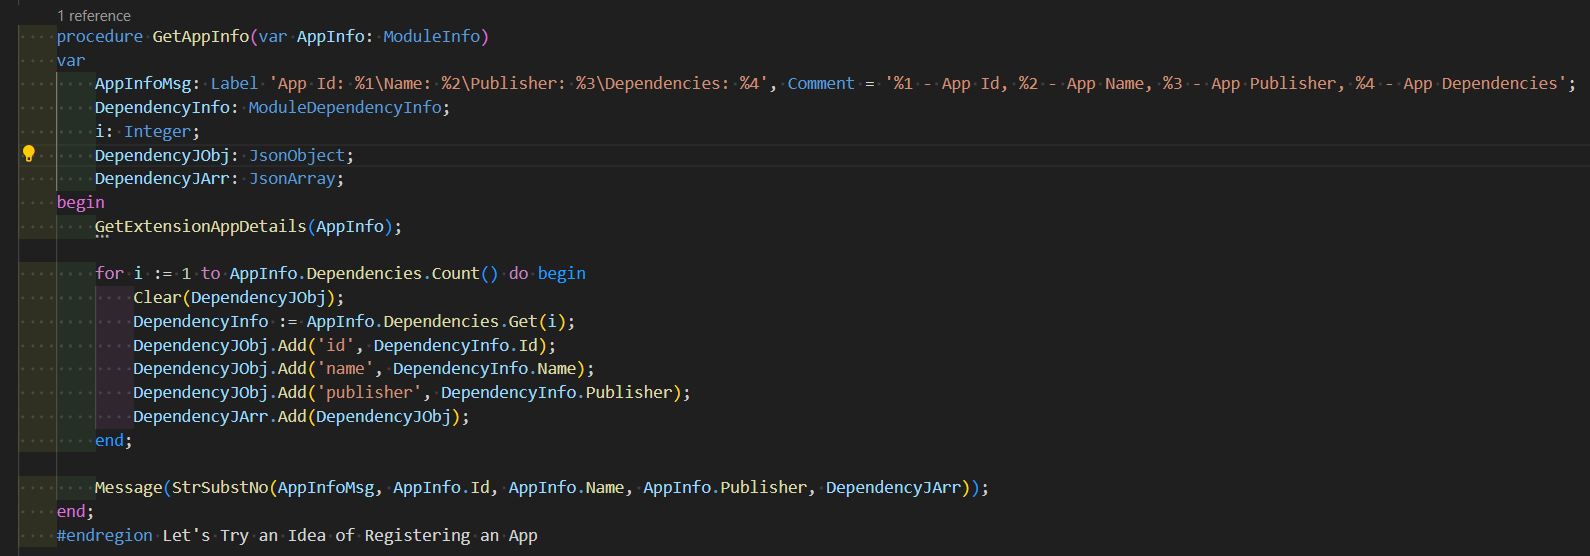 1 reference
procedure GetAppInfo(var AppInfo: ModuleInfo)
var
AppInfoMsg: Label 'App Id: %1\Name: %2\Publisher: %3\Dependencies: %4', Comment = '%1 - App Id, %2 - App Name, %3 - App Publisher, %4 - App Dependencies';
DependencyInfo: ModuleDependencyInfo;
i: Integer;
DependencyJObj: JsonObject;
DependencyJArr: JsonArray;
begin
GetExtensionAppDetails(AppInfo);
for i := 1 to AppInfo.Dependencies.Count() do begin
Clear(DependencyJObj);
DependencyInfo := AppInfo.Dependencies.Get(i);
DependencyJObj.Add('id', DependencyInfo.Id);
DependencyJObj.Add('name', DependencyInfo.Name);
DependencyJObj.Add('publisher', DependencyInfo.Publisher);
DependencyJArr.Add(DependencyJObj);
end;
Message(StrSubstNo(AppInfoMsg, AppInfo.Id, AppInfo.Name, AppInfo.Publisher, DependencyJArr));
end;
#endregion Let's Try an Idea of Registering an App